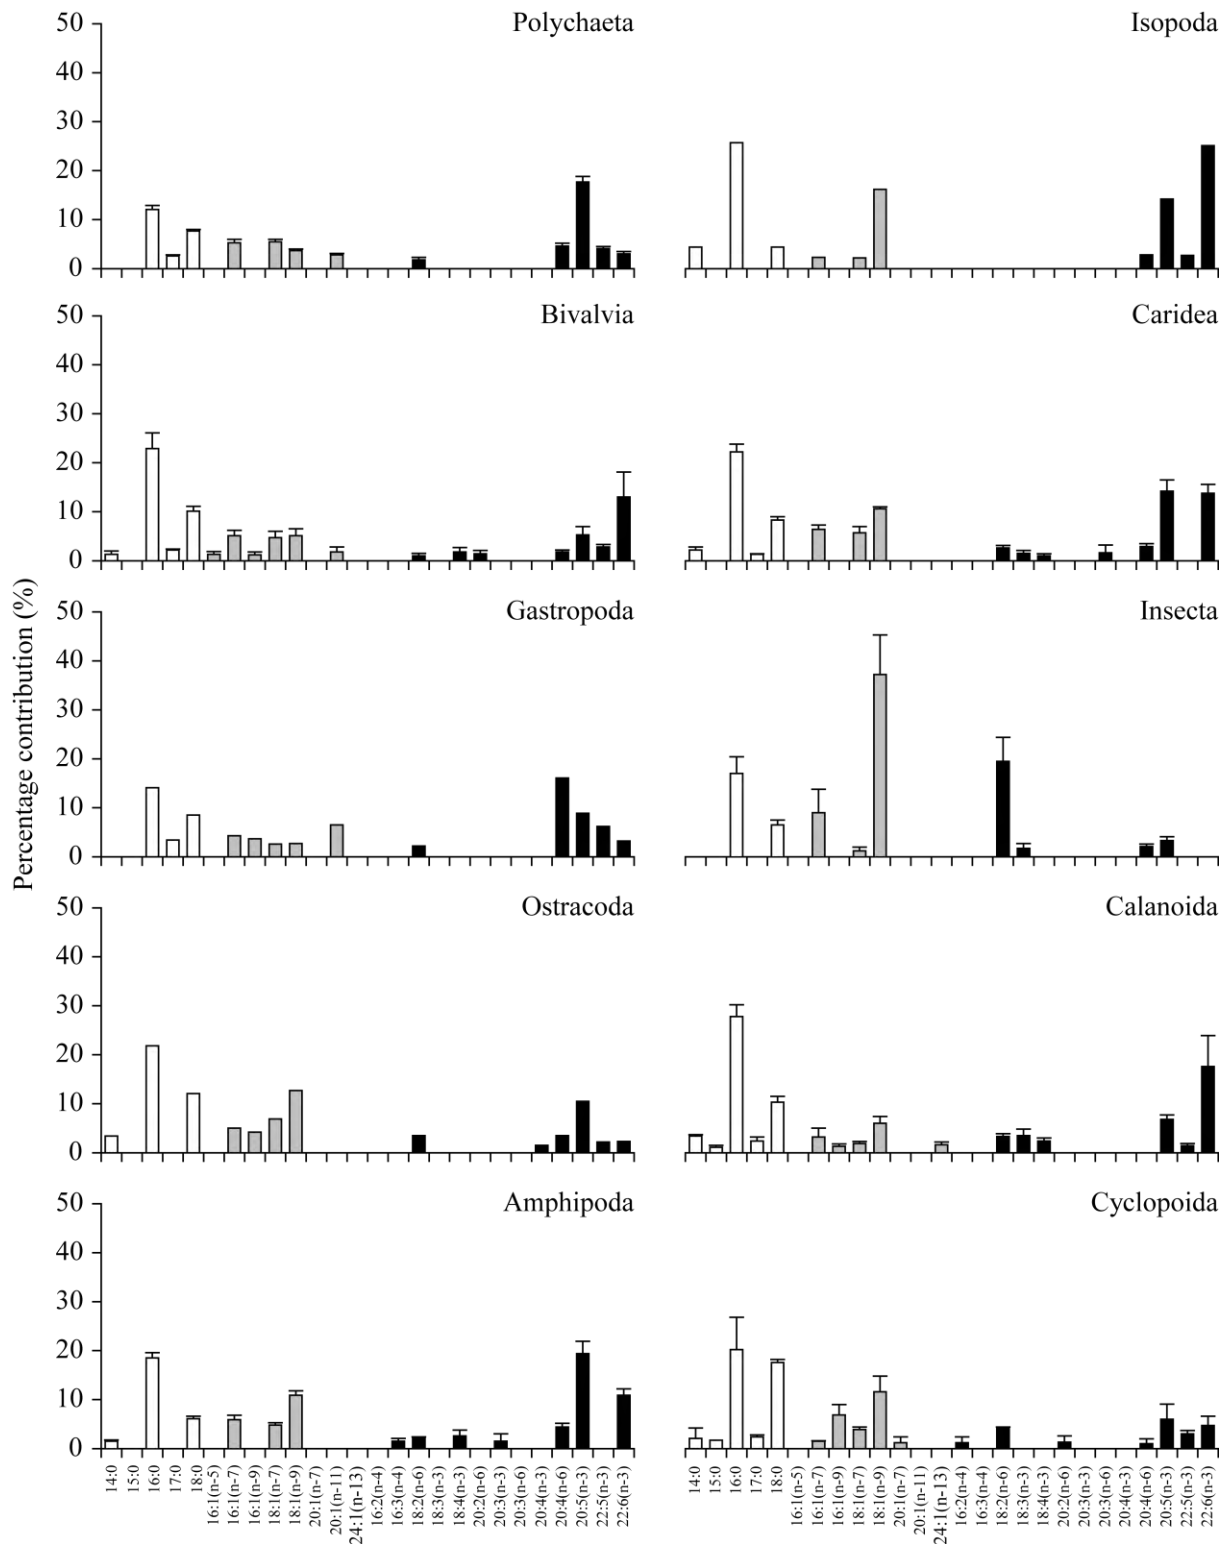 Percentage contribution (%)
Polychaeta
50
40
30
20
10
0
Isopoda
Bivalvia
50
40
30
20
10
0
Caridea
Gastropoda
50
40
30
20
10
0
Insecta
Ostracoda
50
40
30
20
10
0
Calanoida
Amphipoda
50
40
30
20
10
0
Cyclopoida
14:0
15:0
16:0
17:0
18:0
16:1(n-5)
16:1(n-7)
16:1(n-9)
18:1(n-7)
18:1(n-9)
20:1(n-7)
20:1(n-11)
24:1(n-13)
16:2(n-4)
16:3(n-4)
18:2(n-6)
18:3(n-3)
18:4(n-3)
20:2(n-6)
20:3(n-3)
20:3(n-6)
20:4(n-3)
20:4(n-6)
20:5(n-3)
22:5(n-3)
22:6(n-3)
14:0
15:0
16:0
17:0
18:0
16:1(n-5)
16:1(n-7)
16:1(n-9)
18:1(n-7)
18:1(n-9)
20:1(n-7)
20:1(n-11)
24:1(n-13)
16:2(n-4)
16:3(n-4)
18:2(n-6)
18:3(n-3)
18:4(n-3)
20:2(n-6)
20:3(n-3)
20:3(n-6)
20:4(n-3)
20:4(n-6)
20:5(n-3)
22:5(n-3)
22:6(n-3)